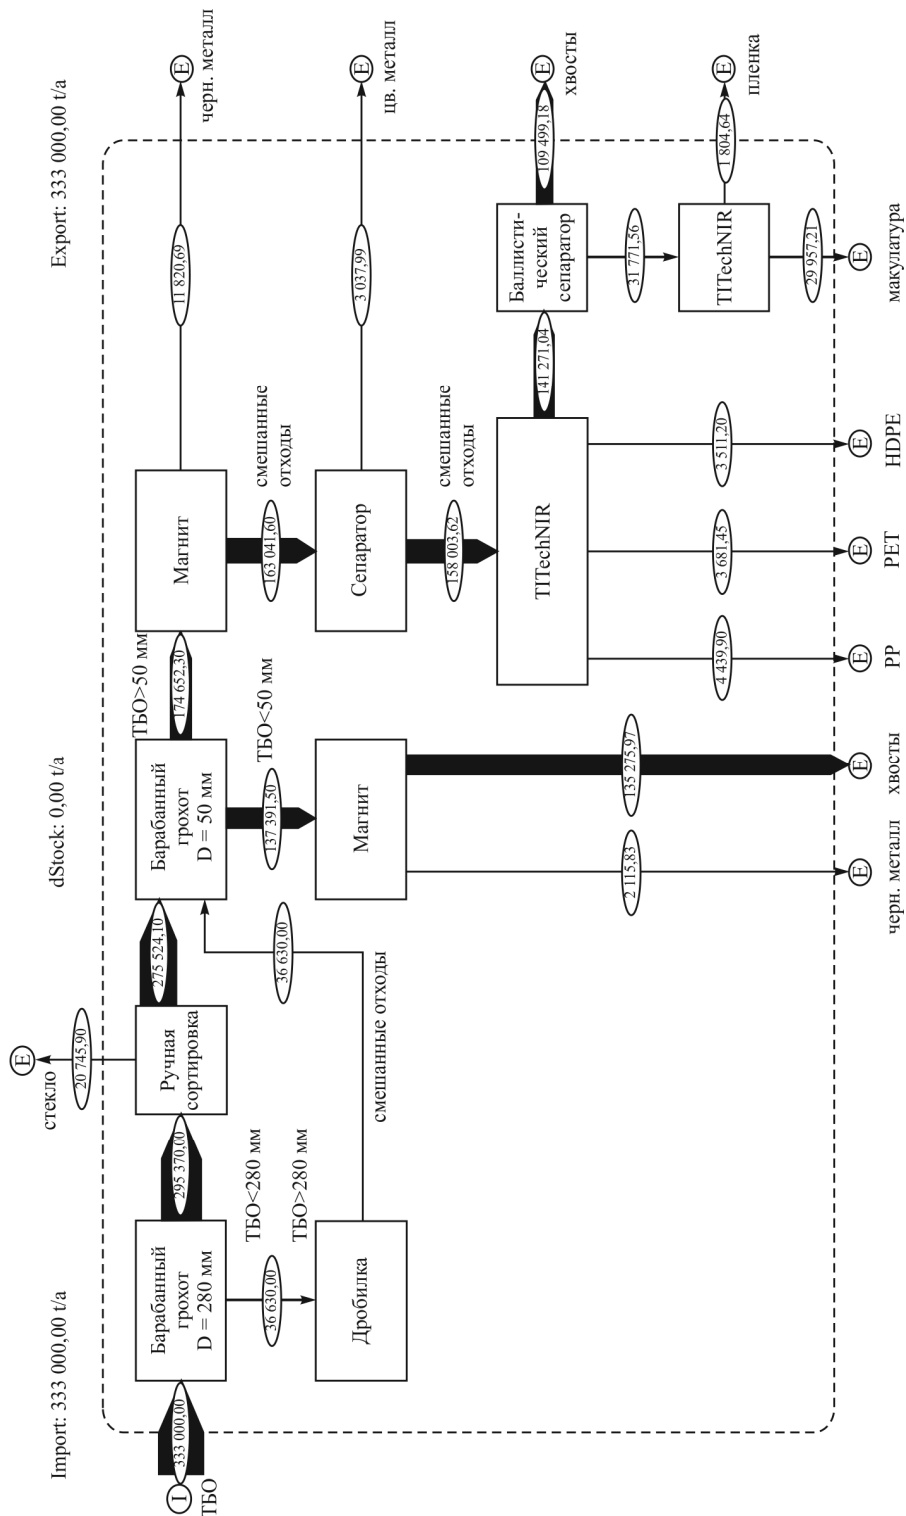 Import: 333 000,00 t/a
dStock: 0,00 t/a
Export: 333 000,00 t/a
I
ТБО
333 000,00
Барабанный
грохот
D = 280 мм
295 370,00
Ручная
сортировка
20 745,90
стекло
E
275 524,10
Барабанный
грохот
D = 50 мм
ТБО>50 мм
174 652,30
Магнит
11 820,69
E
черн. металл
ТБО<280 мм
36 630,00
ТБО>280 мм
Дробилка
смешанные отходы
36 630,00
ТБО<50 мм
137 391,50
Магнит
2 115,83
E
черн. металл
135 275,97
E
хвосты
смешанные
отходы
163 041,60
Сепаратор
3 037,99
E
цв. металл
смешанные
отходы
158 003,62
TITechNIR
4 439,90
E
PP
3 681,45
E
PET
3 511,20
E
HDPE
141 271,04
Баллисти-
ческий
сепаратор
109 499,18
E
хвосты
31 771,56
TITechNIR
1 804,64
E
пленка
29 957,21
E
макулатура